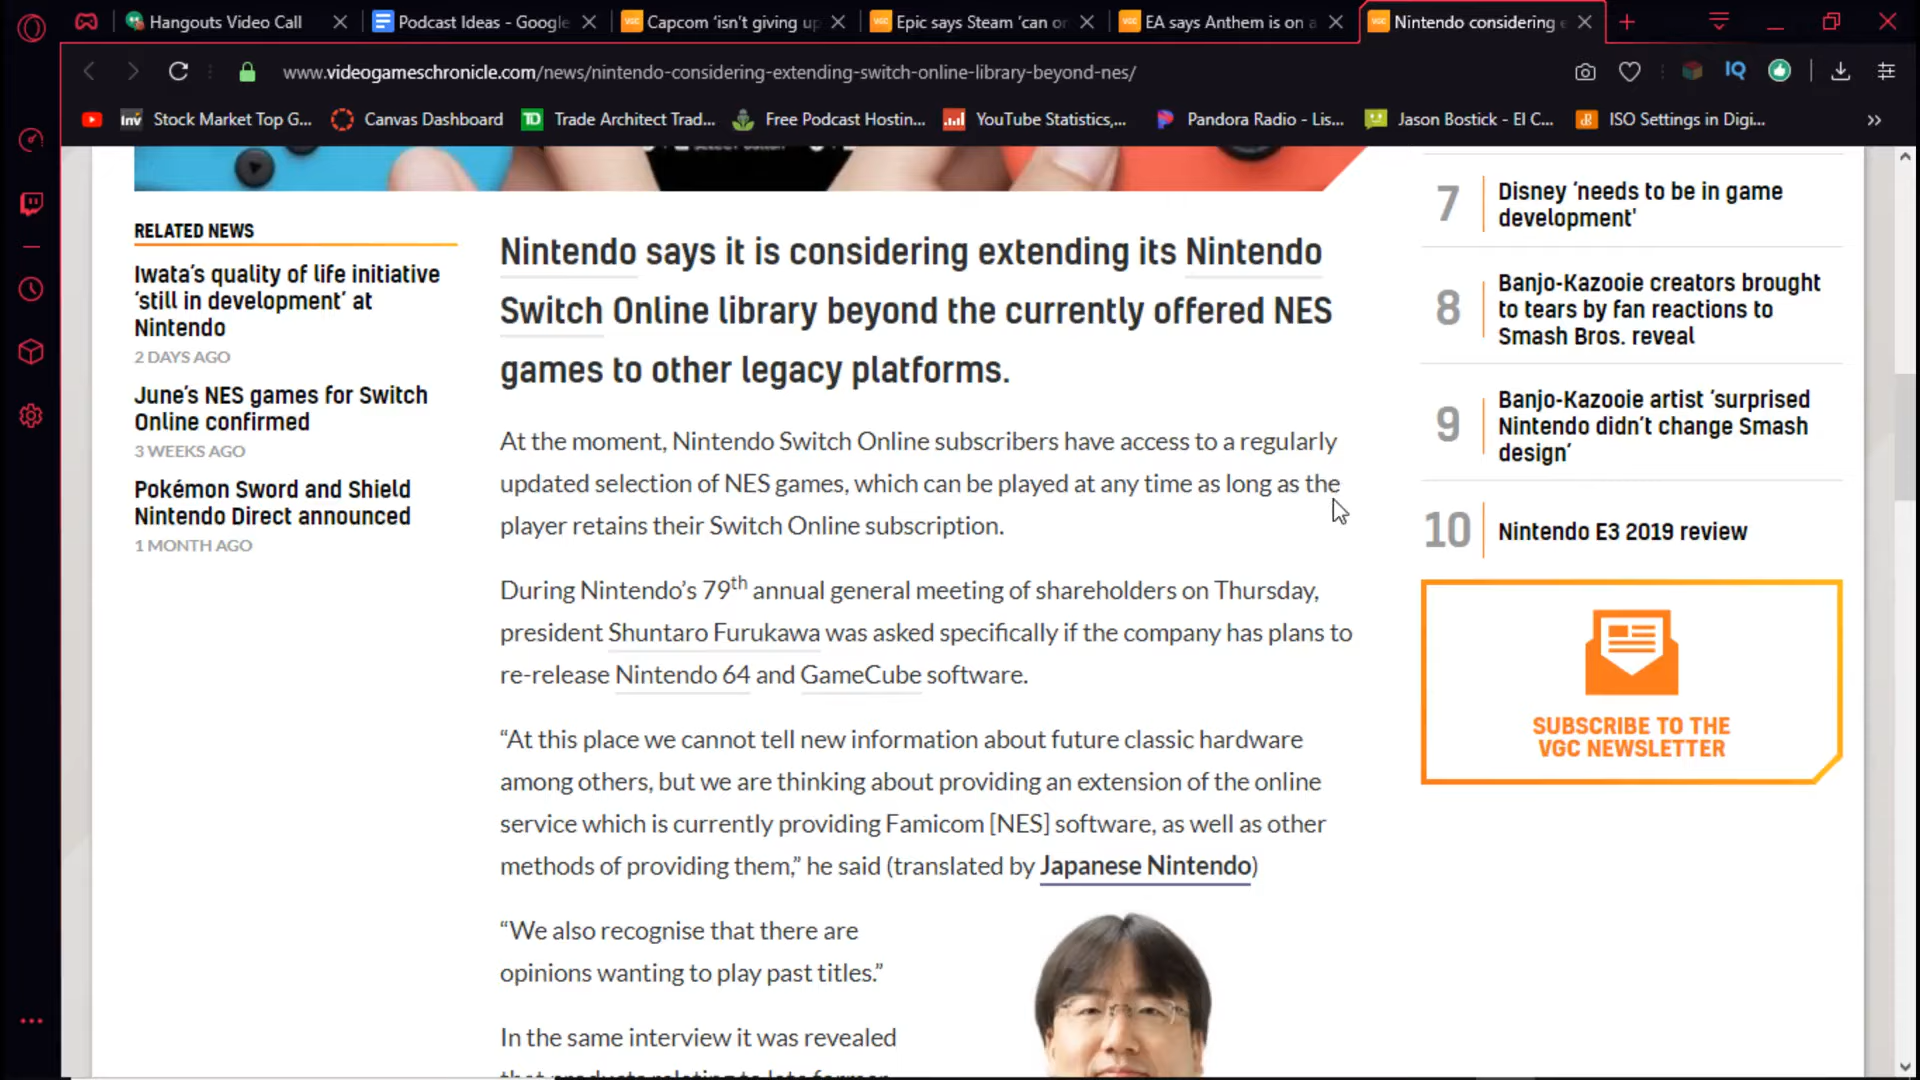 Hangouts Video Call
Podcast Ideas - Google
Capcom 'isn't giving up
Epic says Steam 'can o
EA says Anthem is on a
Nintendo considering e
www.videogameschronicle.com/news/nintendo-considering-extending-switch-online-library-beyond-nes/
IQ
Inv Stock Market Top G...
Canvas Dashboard
TD Trade Architect Trad...
Free Podcast Hostin...
YouTube Statistics,...
Pandora Radio - Lis...
Jason Bostick - El C...
ISO Settings in Digi...
RELATED NEWS
Iwata's quality of life initiative
'still in development' at
Nintendo
2 DAYS AGO
June's NES games for Switch
Online confirmed
3 WEEKS AGO
Pokémon Sword and Shield
Nintendo Direct announced
1 MONTH AGO
Nintendo says it is considering extending its Nintendo
Switch Online library beyond the currently offered NES
games to other legacy platforms.
At the moment, Nintendo Switch Online subscribers have access to a regularly
updated selection of NES games, which can be played at any time as long as the
player retains their Switch Online subscription.
During Nintendo's 79th annual general meeting of shareholders on Thursday,
president Shuntaro Furukawa was asked specifically if the company has plans to
re-release Nintendo 64 and GameCube software.
“At this place we cannot tell new information about future classic hardware
among others, but we are thinking about providing an extension of the online
service which is currently providing Famicom [NES] software, as well as other
methods of providing them,” he said (translated by Japanese Nintendo)
“We also recognise that there are
opinions wanting to play past titles.”
In the same interview it was revealed
7 Disney 'needs to be in game
development'
8 Banjo-Kazooie creators brought
to tears by fan reactions to
Smash Bros. reveal
9 Banjo-Kazooie artist 'surprised
Nintendo didn't change Smash
design'
10 Nintendo E3 2019 review
SUBSCRIBE TO THE
VGC NEWSLETTER